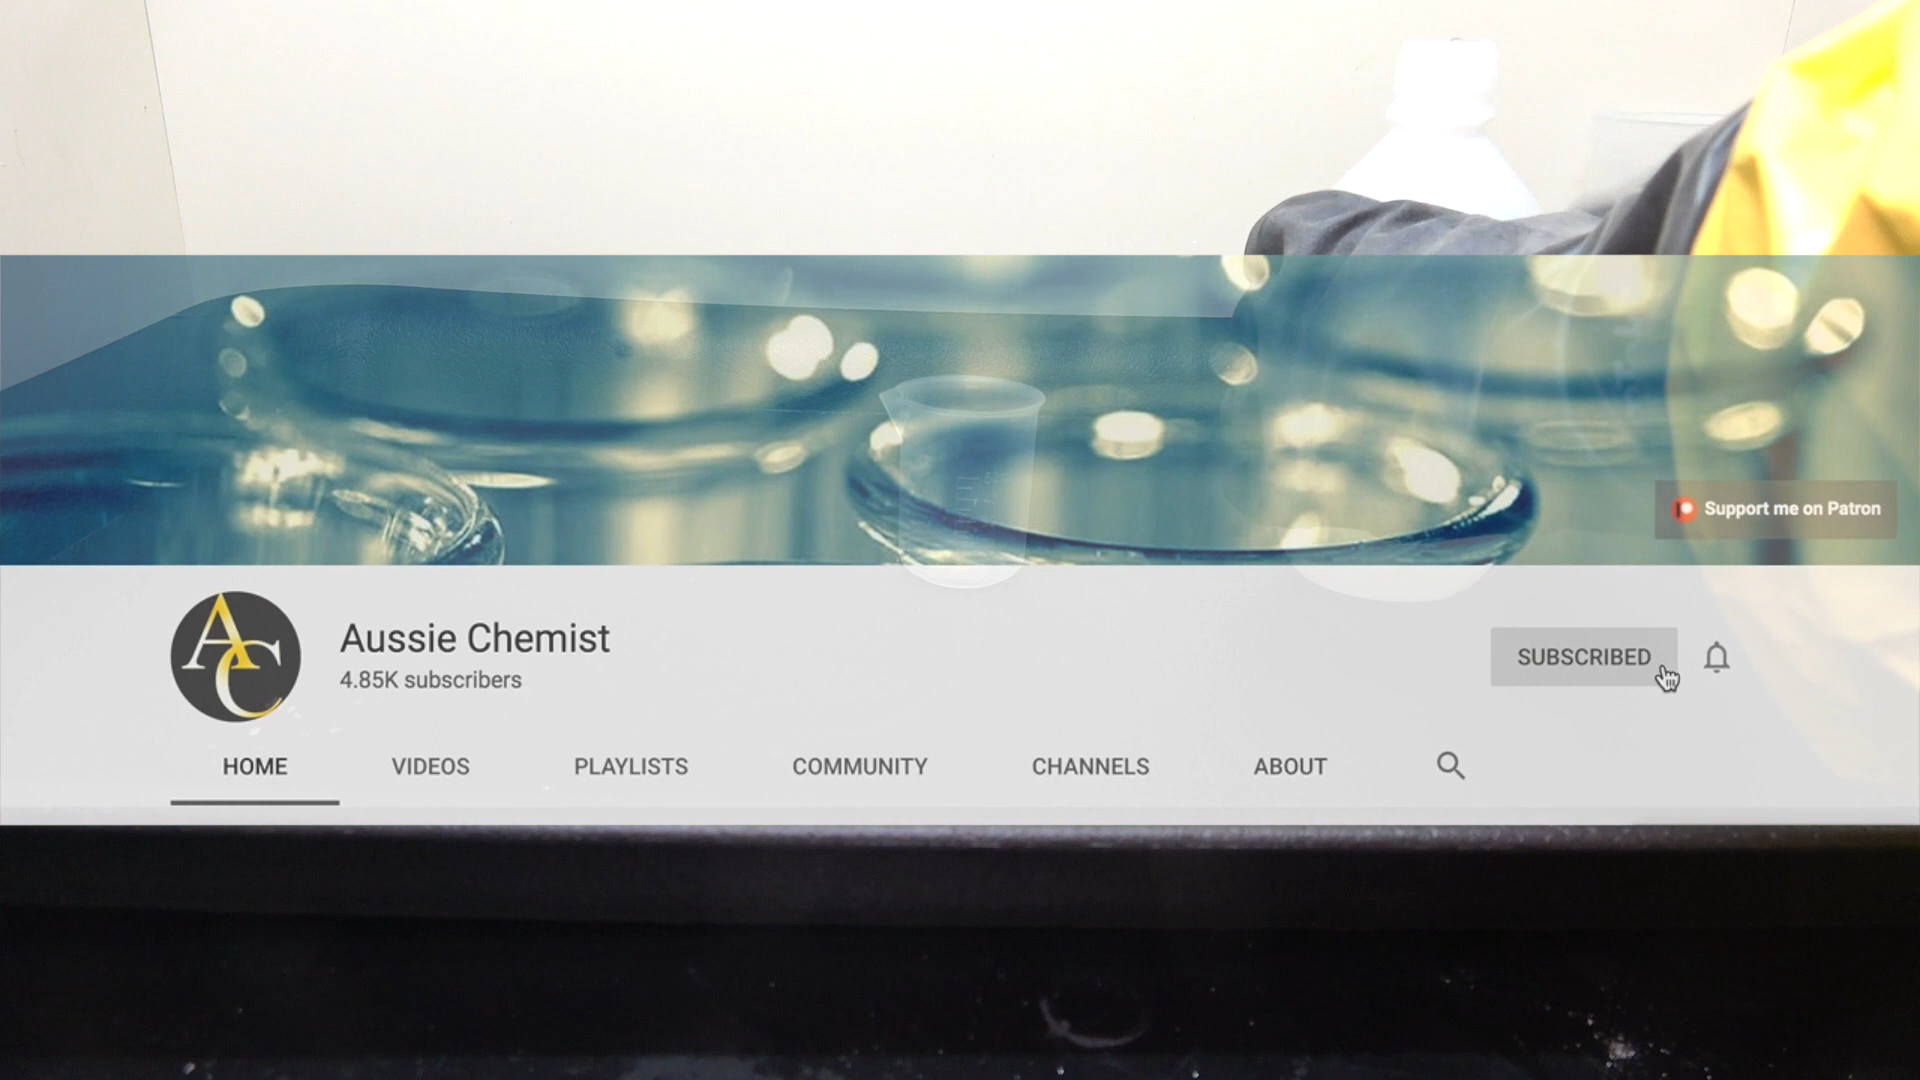 Support me on Patron
AC
Aussie Chemist
4.85K subscribers
SUBSCRIBED
HOME VIDEOS PLAYLISTS COMMUNITY CHANNELS ABOUT